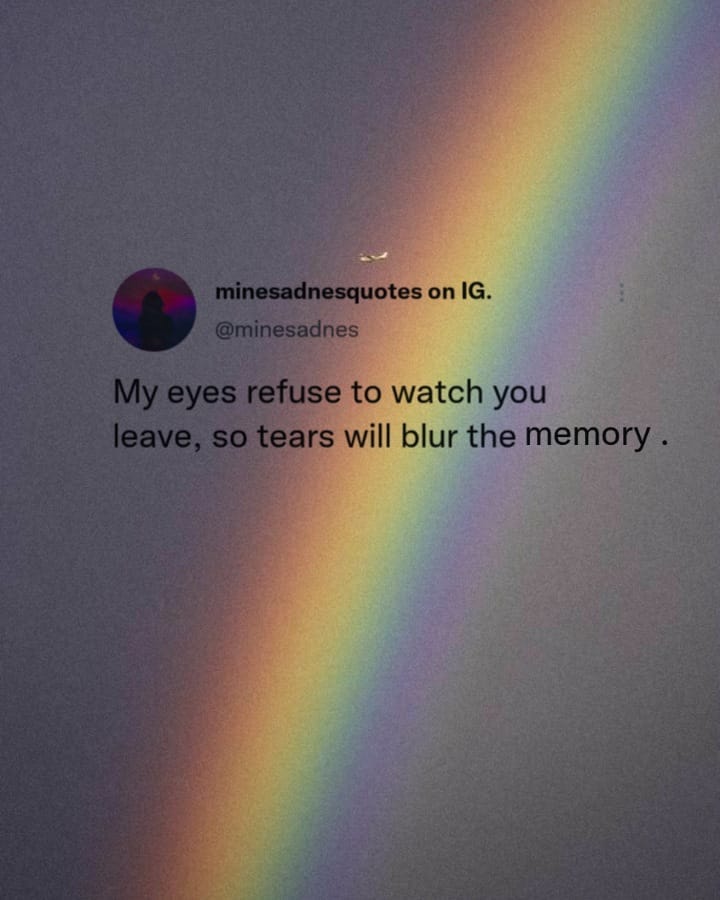 minesadnesquotes on IG.
@minesadnes
My eyes refuse to watch you
leave, so tears will blur the memory .